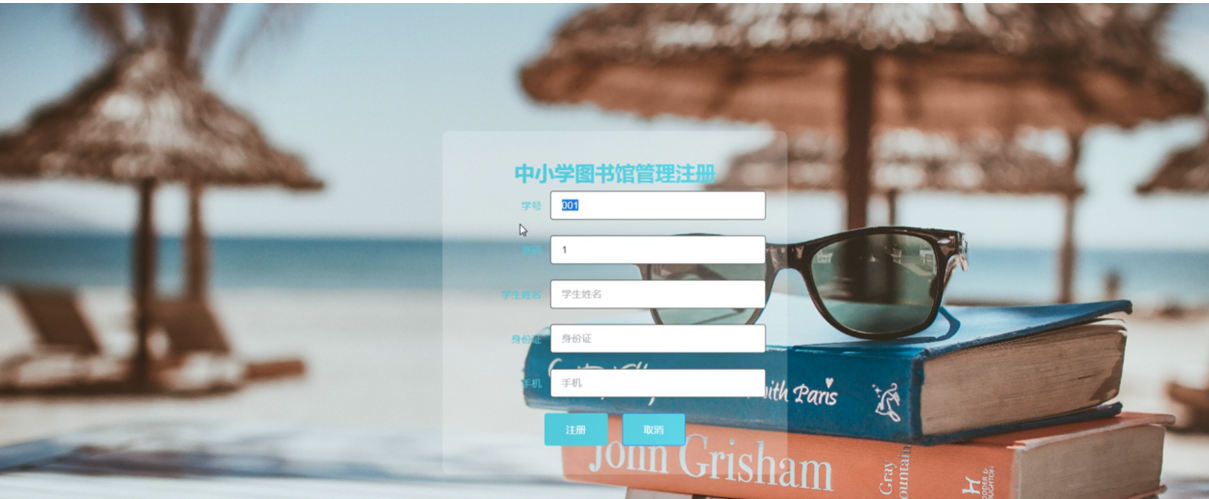 中小学图书馆管理注册
学号 001
密码 1
学生姓名 学生姓名
身份证 身份证
手机 手机
注册 取消
with Paris
John Grisham
Gray
ountain